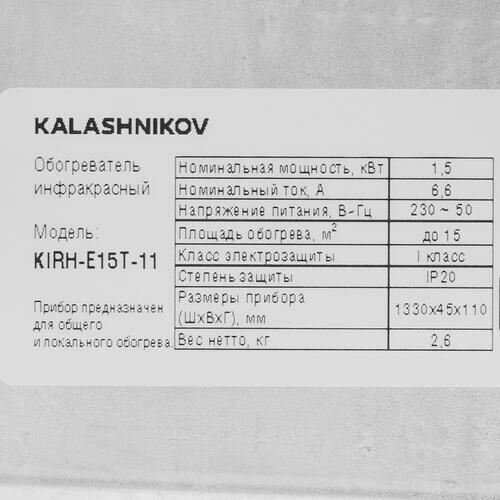 KALASHNIKOV
Обогреватель
инфракрасный
Модель:
KIRH-E15T-11
Прибор предназначен
для общего
и локального обогрева.
Номинальная мощность, кВт 1,5
Номинальный ток, А 6,6
Напряжение питания, В~Гц 230 ~ 50
Площадь обогрева, м² до 15
Класс электрозащиты I класс
Степень защиты IP20
Размеры прибора
(ШхВхГ), мм 1330x45x110
Вес нетто, кг 2,6